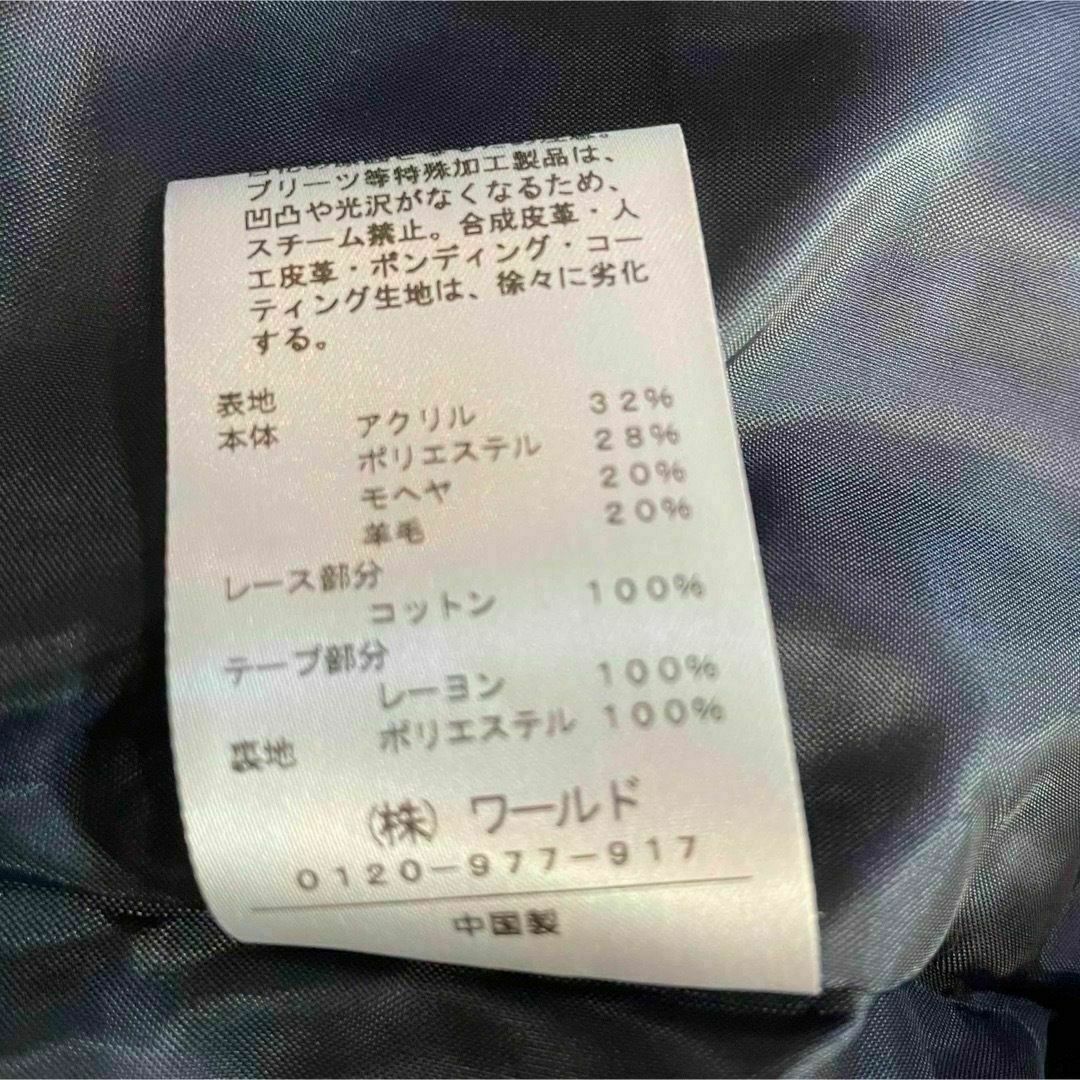 プリーツ等特殊加工製品は、
凹凸や光沢がなくなるため、
スチーム禁止。合成皮革・人
工皮革・ボンディング・コー
ティング生地は、徐々に劣化
する。
表地
本体 アクリル 32%
ポリエステル 28%
モヘヤ 20%
羊毛 20%
レース部分
コットン 100%
テープ部分
レーヨン 100%
裏地 ポリエステル 100%
(株) ワールド
0120-977-917
中国製